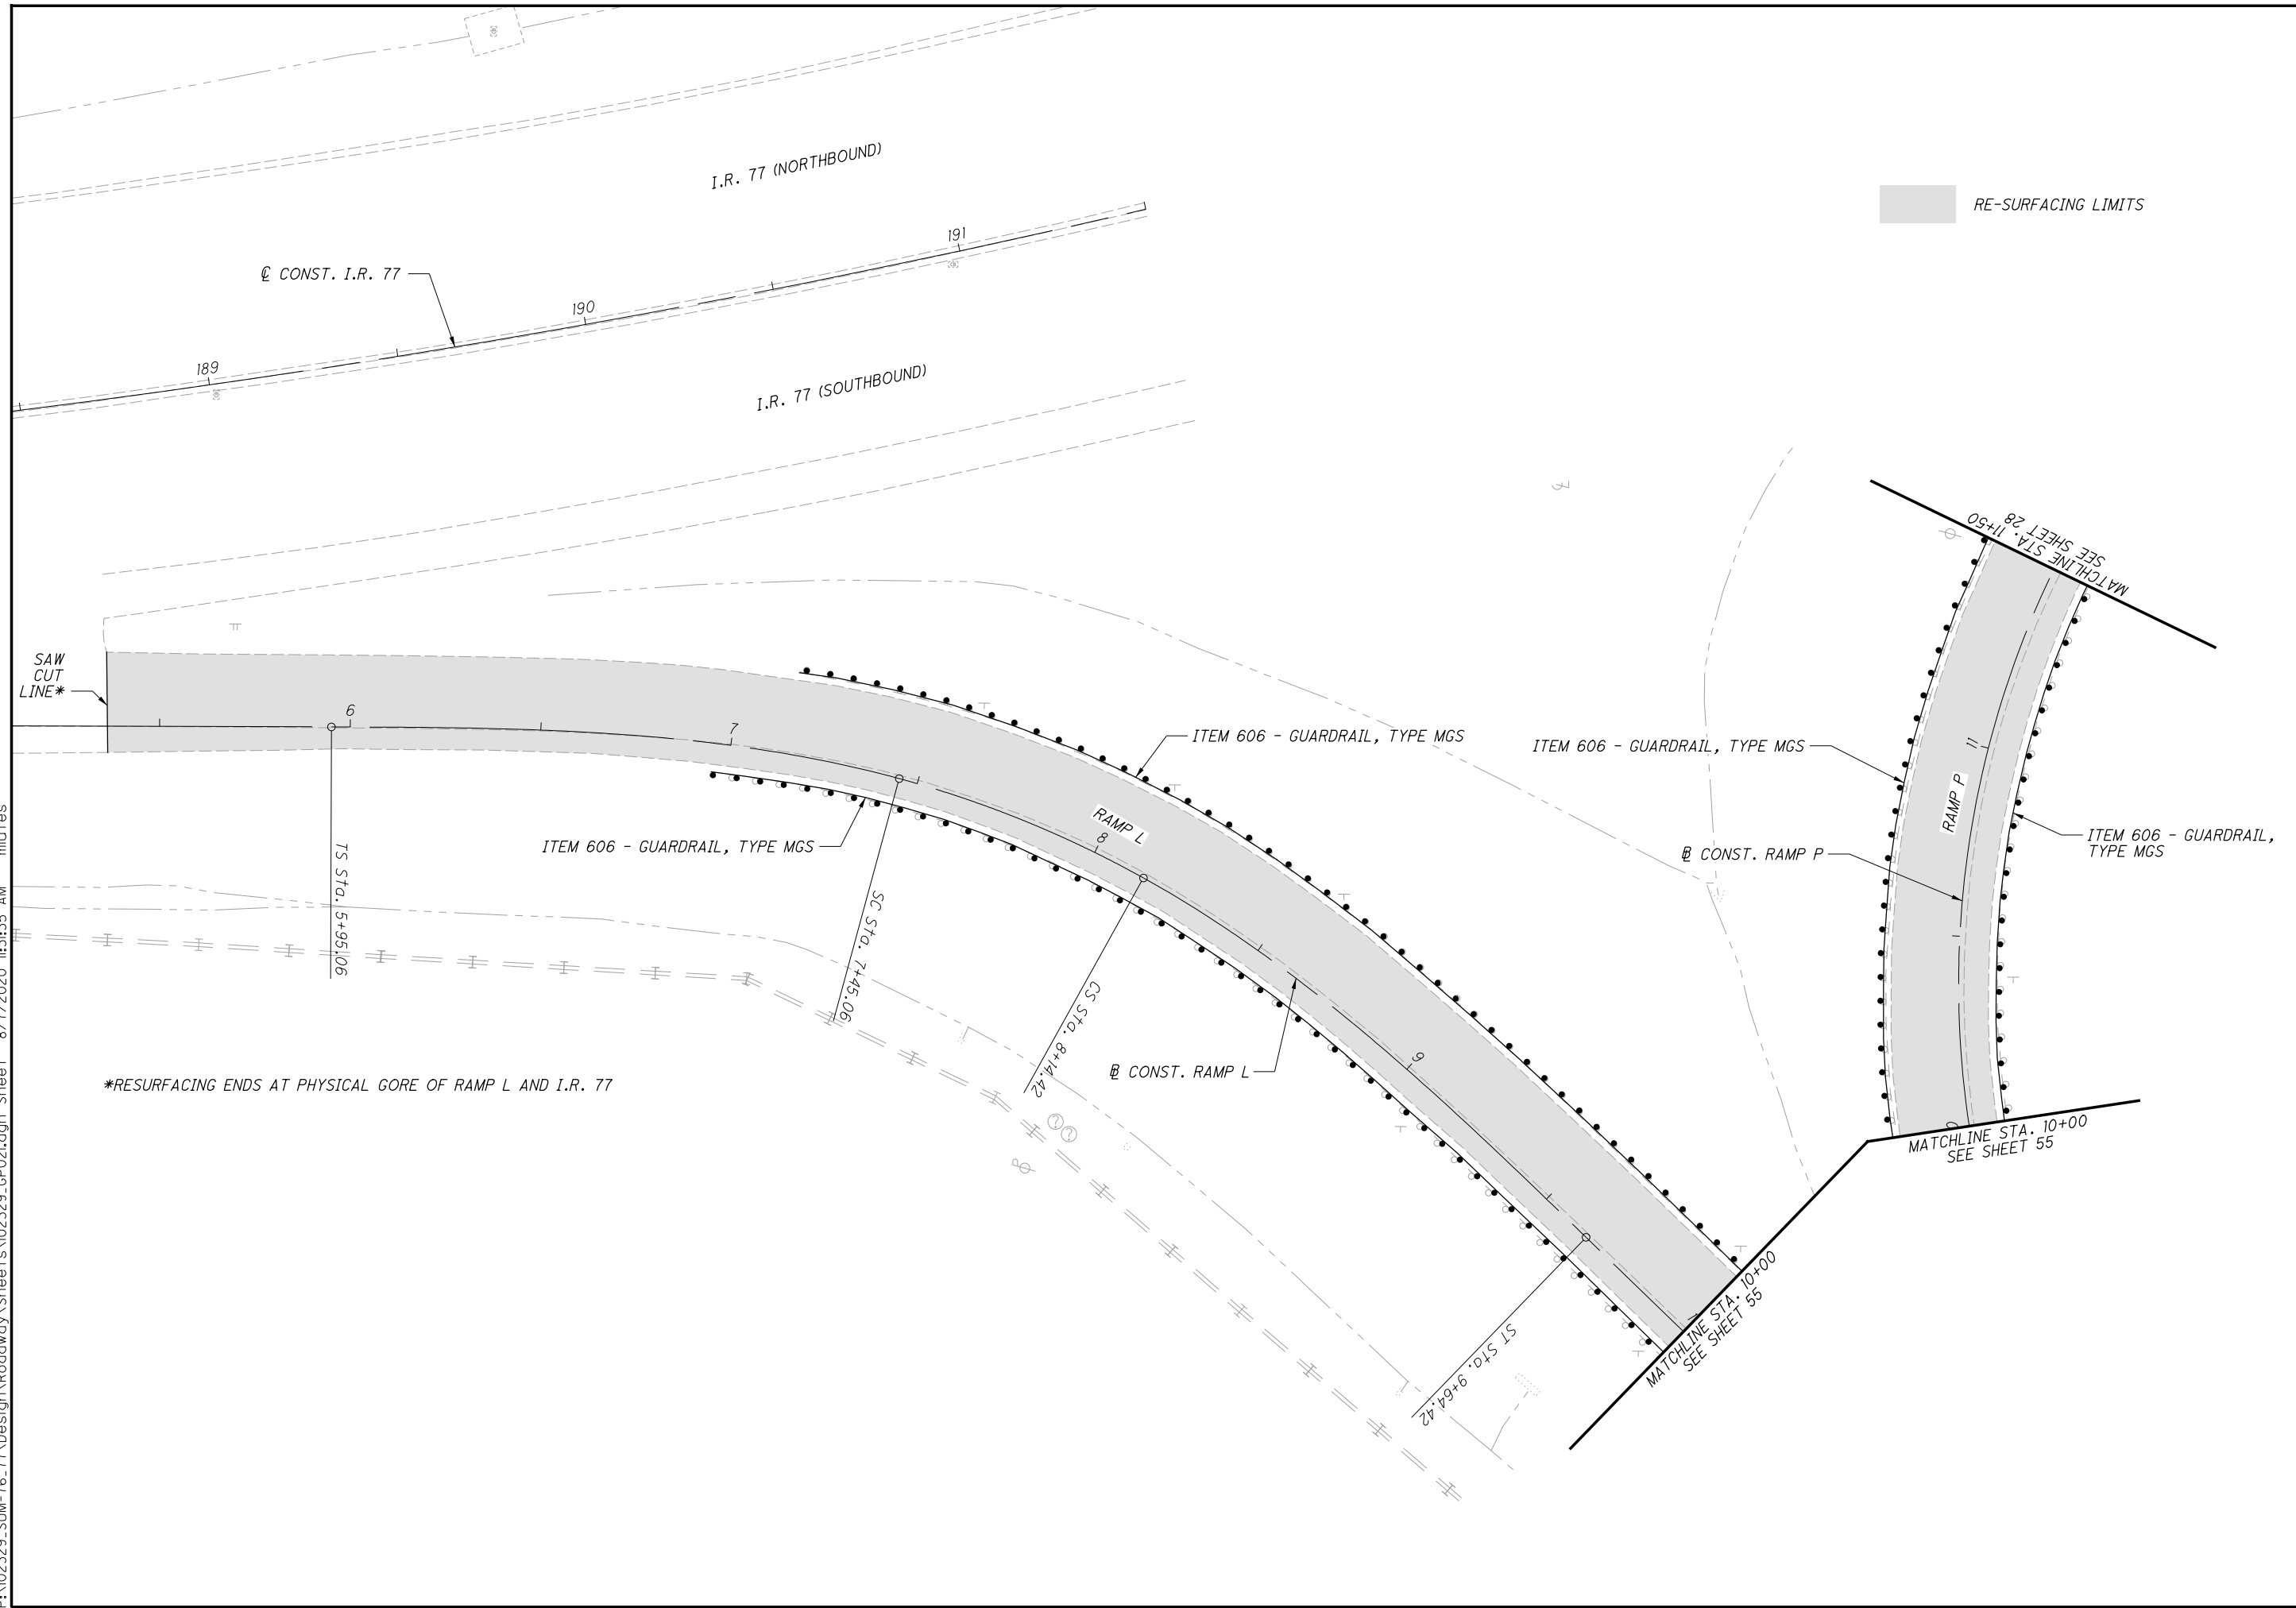 I.R. 77 (NORTHBOUND)
RE-SURFACING LIMITS
191
℄ CONST. I.R. 77
190
189
I.R. 77 (SOUTHBOUND)
MATCHLINE STA. 11+50
SEE SHEET 28
SAW
CUT
LINE*
6
7
ITEM 606 - GUARDRAIL, TYPE MGS
ITEM 606 - GUARDRAIL, TYPE MGS
11
RAMP P
RAMP L
8
ITEM 606 - GUARDRAIL, TYPE MGS
ITEM 606 - GUARDRAIL,
TYPE MGS
B CONST. RAMP P
TS Sta. 5+95.06
SC Sta. 7+45.06
CS Sta. 8+14.42
9
B CONST. RAMP L
*RESURFACING ENDS AT PHYSICAL GORE OF RAMP L AND I.R. 77
MATCHLINE STA. 10+00
SEE SHEET 55
MATCHLINE STA. 10+00
SEE SHEET 55
ST Sta. 9+64.42